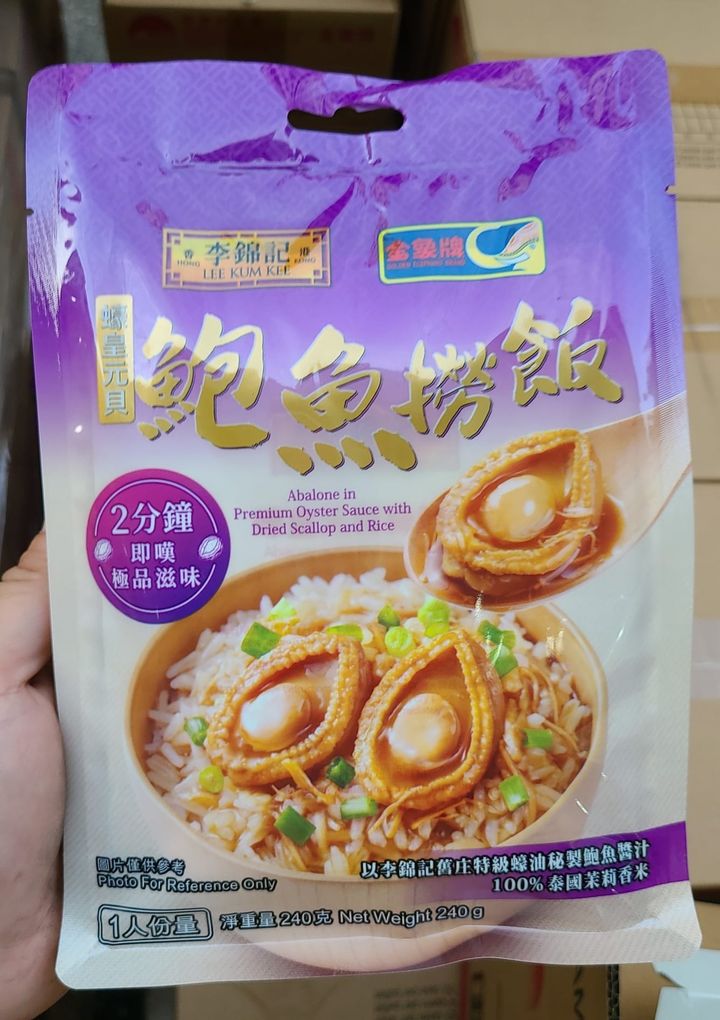 香 李錦記 港
HONG LEE KUM KEE KONG
金象牌
GOLDEN ELEPHANT BRAND
蠔皇元貝
鮑魚撈飯
Abalone in
Premium Oyster Sauce with
Dried Scallop and Rice
2分鐘
即嘆
極品滋味
圖片僅供參考
Photo For Reference Only
以李錦記舊庄特級蠔油秘製鮑魚醬汁
100% 泰國茉莉香米
1人份量 淨重量 240克 Net Weight 240 g